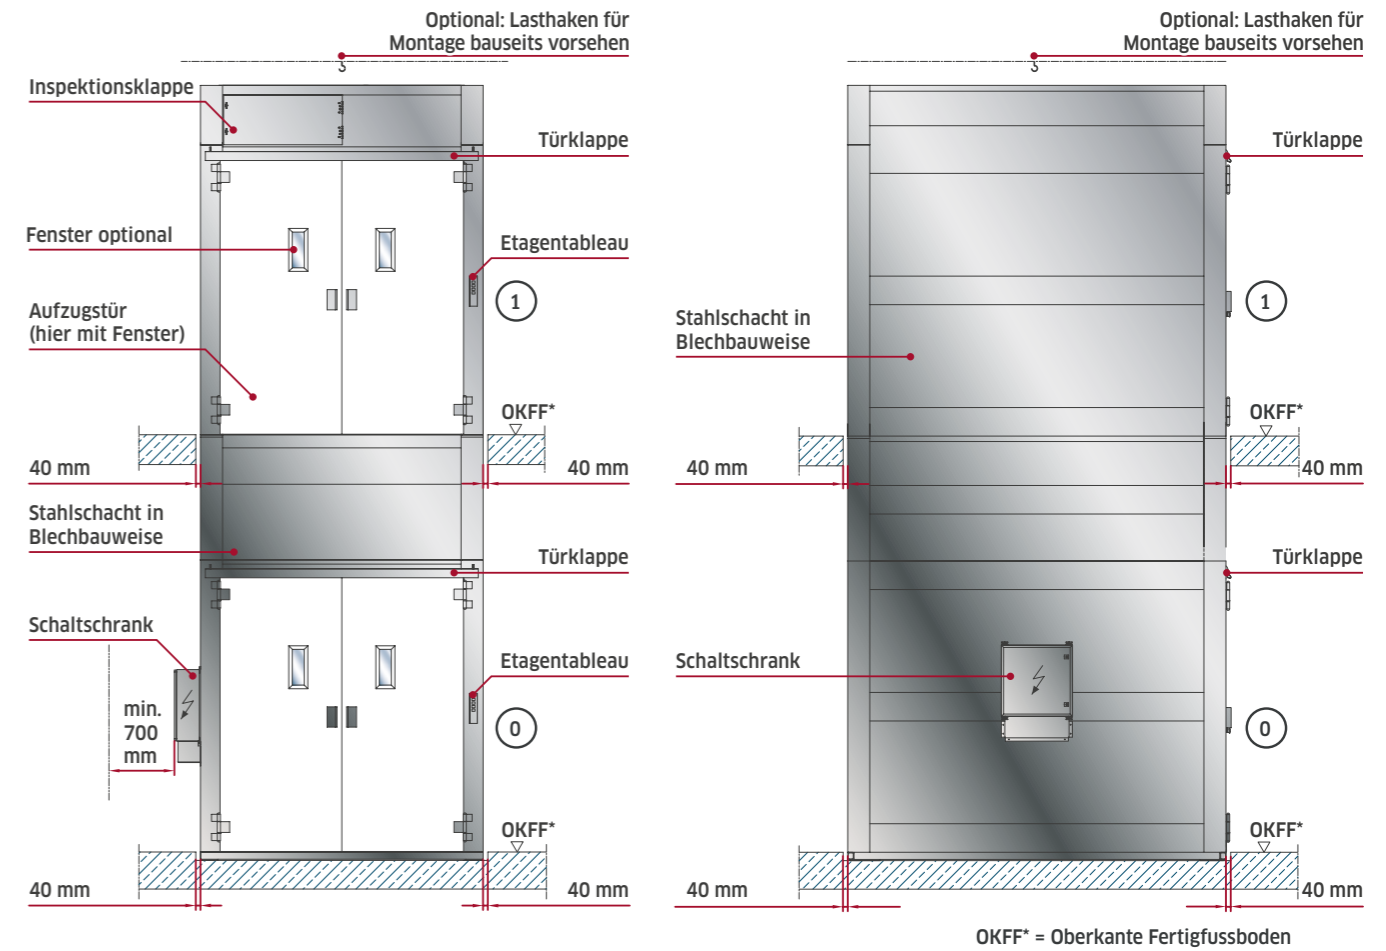 Optional: Lasthaken für
Montage bauseits vorsehen
Inspektionsklappe
Türklappe
Fenster optional
Etagentableau
1
Aufzugstür
(hier mit Fenster)
OKFF*
40 mm
40 mm
Stahlschacht in
Blechbauweise
Türklappe
Schaltschrank
Etagentableau
min.
700
mm
0
OKFF*
40 mm
40 mm
Optional: Lasthaken für
Montage bauseits vorsehen
Türklappe
1
Stahlschacht in
Blechbauweise
OKFF*
40 mm
40 mm
Türklappe
Schaltschrank
0
OKFF*
40 mm
40 mm
OKFF* = Oberkante Fertigfussboden